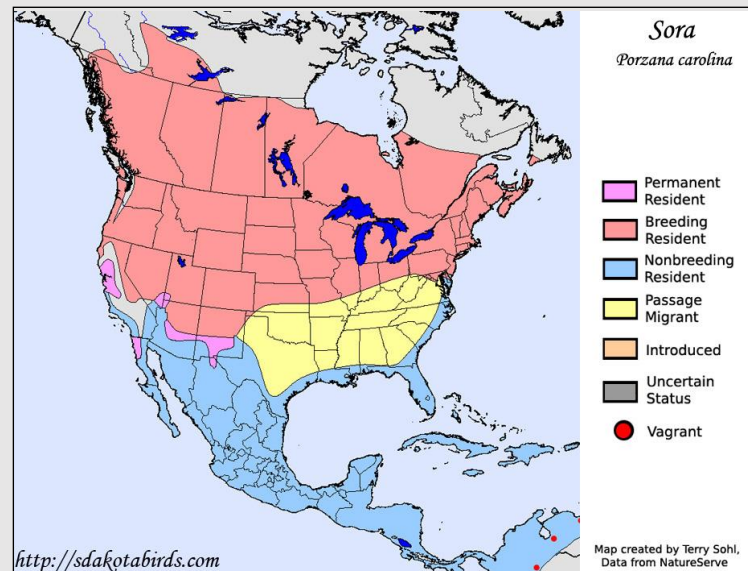 Sora
Porzana carolina
Permanent
Resident
Breeding
Resident
Nonbreeding
Resident
Passage
Migrant
Introduced
Uncertain
Status
Vagrant
http://sdakotabirds.com
Map created by Terry Sohl,
Data from NatureServe